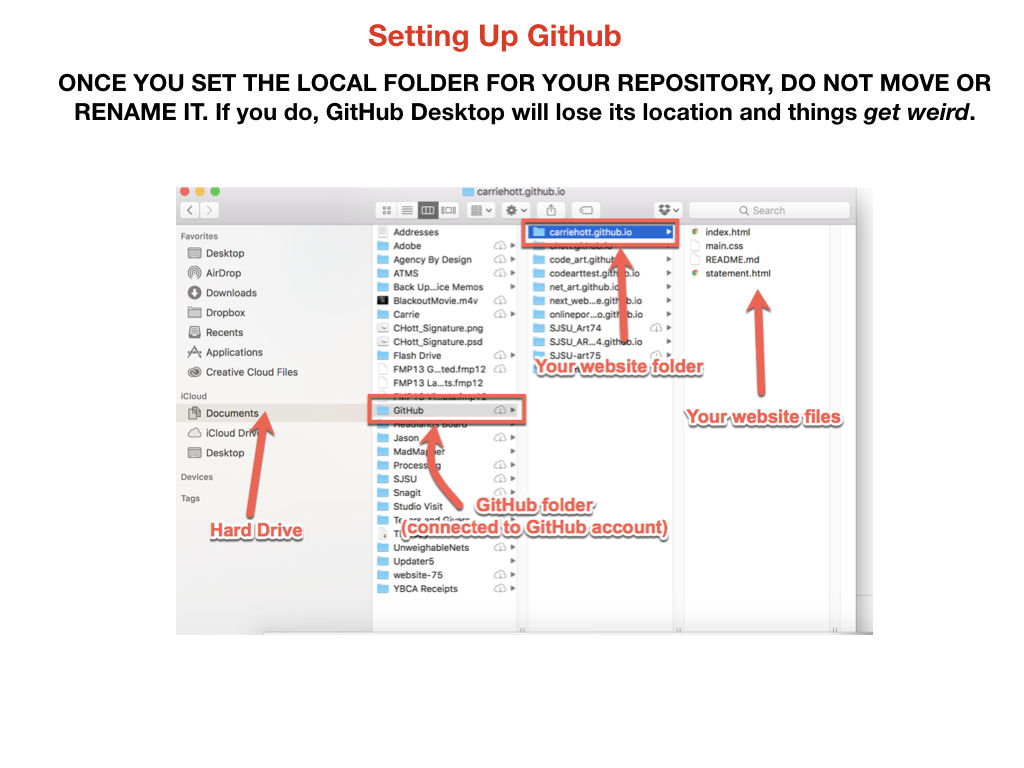 Setting Up Github
ONCE YOU SET THE LOCAL FOLDER FOR YOUR REPOSITORY, DO NOT MOVE OR
RENAME IT. If you do, GitHub Desktop will lose its location and things get weird.
carriehott.github.io
Search
Favorites
Desktop
AirDrop
Downloads
Dropbox
Recents
Applications
Creative Cloud Files
iCloud
Documents
iCloud Drive
Desktop
Devices
Tags
Hard Drive
Addresses
Adobe
Agency By Design
ATMS
Back Up...ice Memos
BlackoutMovie.m4v
Carrie
CHott_Signature.png
CHott_Signature.psd
Flash Drive
FMP13 G...ted.fmp12
FMP13 La...ts.fmp12
GitHub
Headlands Board
Jason
MadMapper
Processing
SJSU
Snagit
Studio Visit
UnweighableNets
Updater5
website-75
YBCA Receipts
GitHub folder
(connected to GitHub account)
carriehott.github.io
chott.github.io
code_art.github.io
codearttest.github.io
net_art.github.io
next_web...e.github.io
onlinepor...o.github.io
SJSU_Art74
SJSU_AR...4.github.io
SJSU-art75
Your website folder
index.html
main.css
README.md
statement.html
Your website files